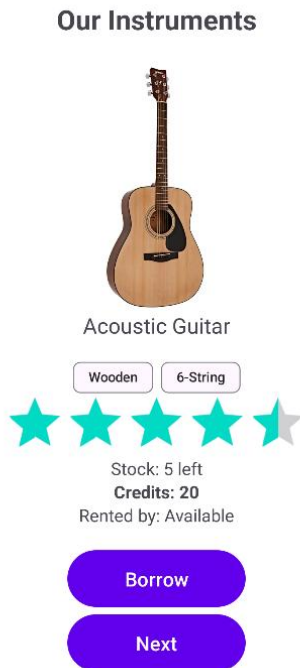 Our Instruments
Acoustic Guitar
Wooden 6-String
Stock: 5 left
Credits: 20
Rented by: Available
Borrow
Next